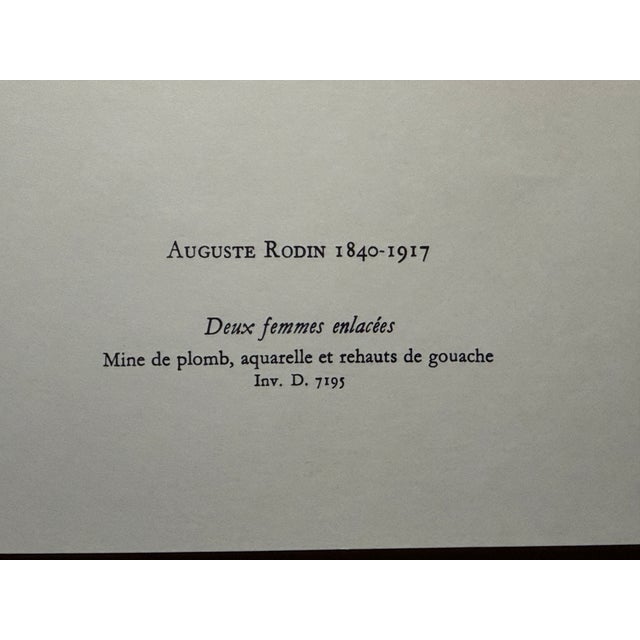 Auguste Rodin 1840-1917
Deux femmes enlacées
Mine de plomb, aquarelle et rehauts de gouache
Inv. D. 7195